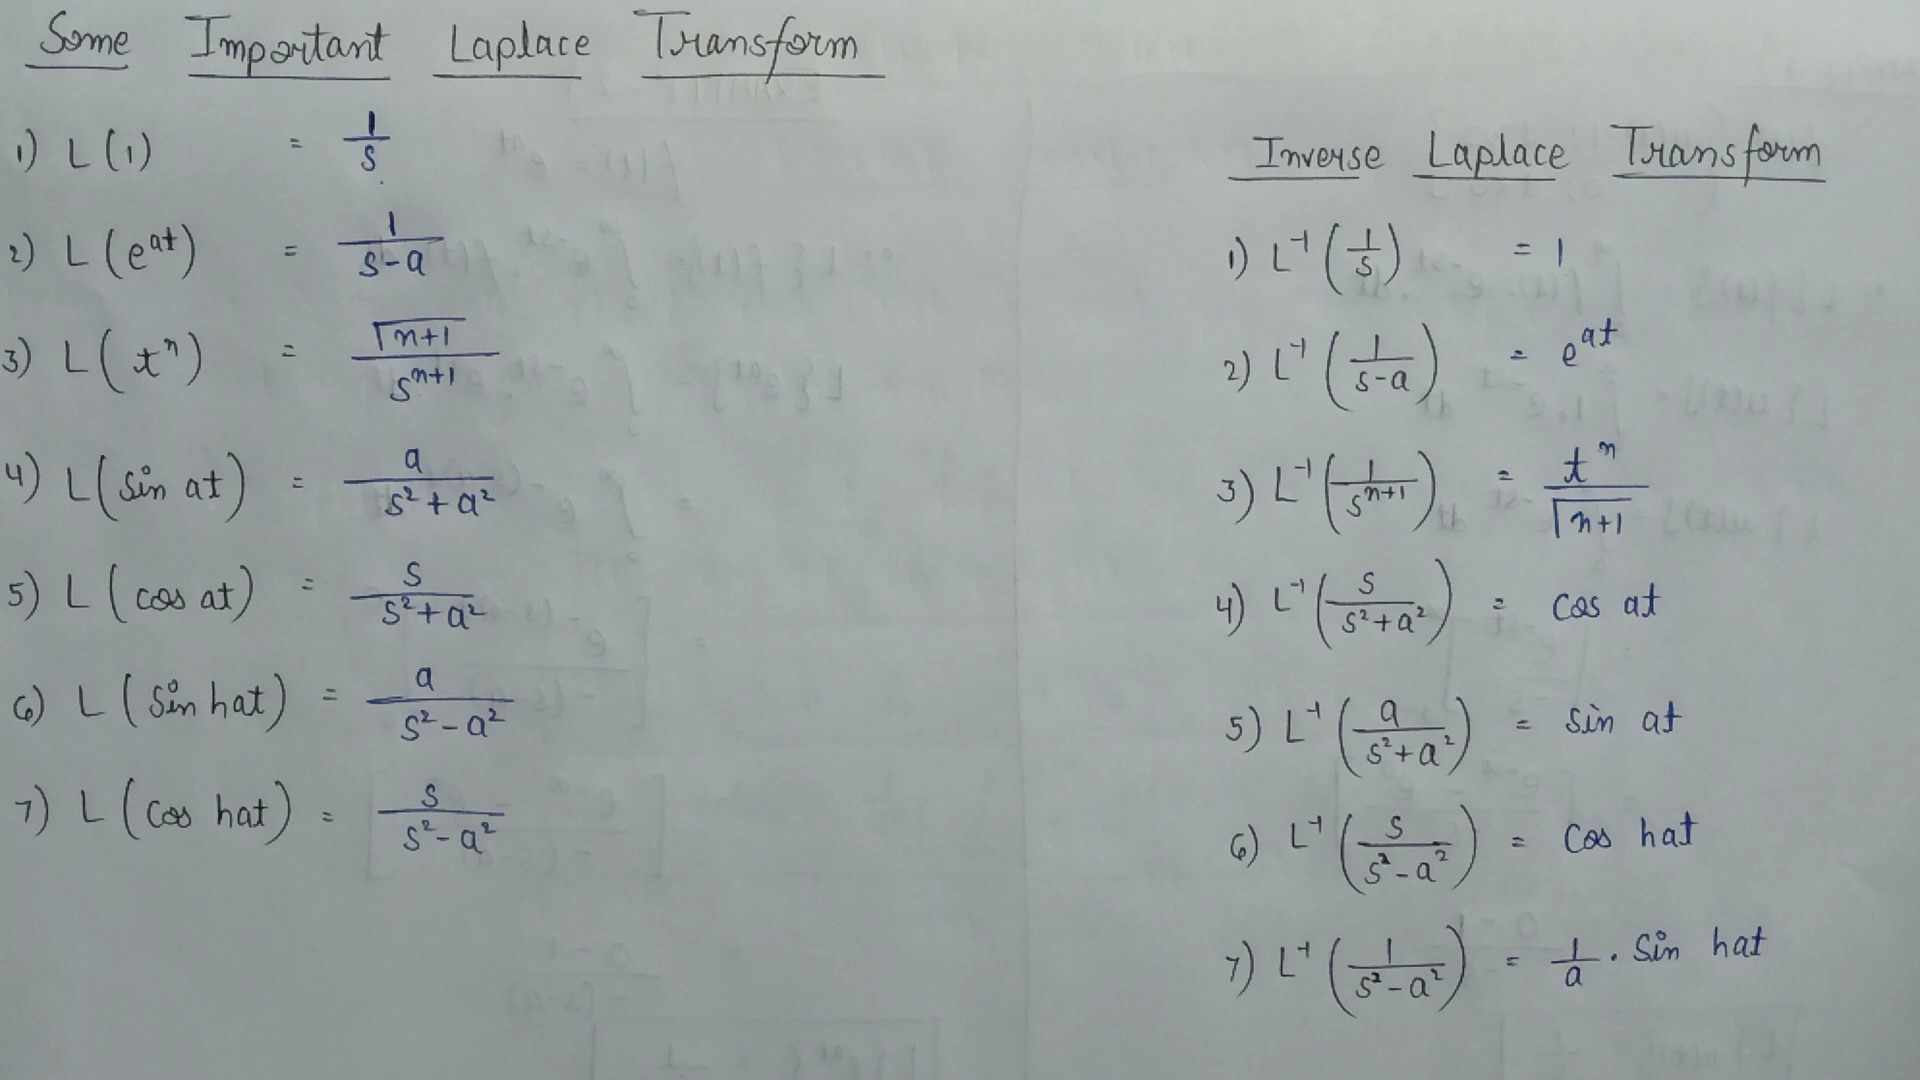 Some Important Laplace Transform
1) L(1) = 1/s
2) L(e^at) = 1/(s-a)
3) L(t^n) = Γn+1/s^(n+1)
4) L(sin at) = a/(s²+a²)
5) L(cos at) = s/(s²+a²)
6) L(sin hat) = a/(s²-a²)
7) L(cos hat) = s/(s²-a²)
Inverse Laplace Transform
1) L⁻¹(1/s) = 1
2) L⁻¹(1/(s-a)) = e^at
3) L⁻¹(1/s^(n+1)) = t^n/Γn+1
4) L⁻¹(s/(s²+a²)) = cos at
5) L⁻¹(a/(s²+a²)) = sin at
6) L⁻¹(s/(s²-a²)) = cos hat
7) L⁻¹(1/(s²-a²)) = 1/a . sin hat